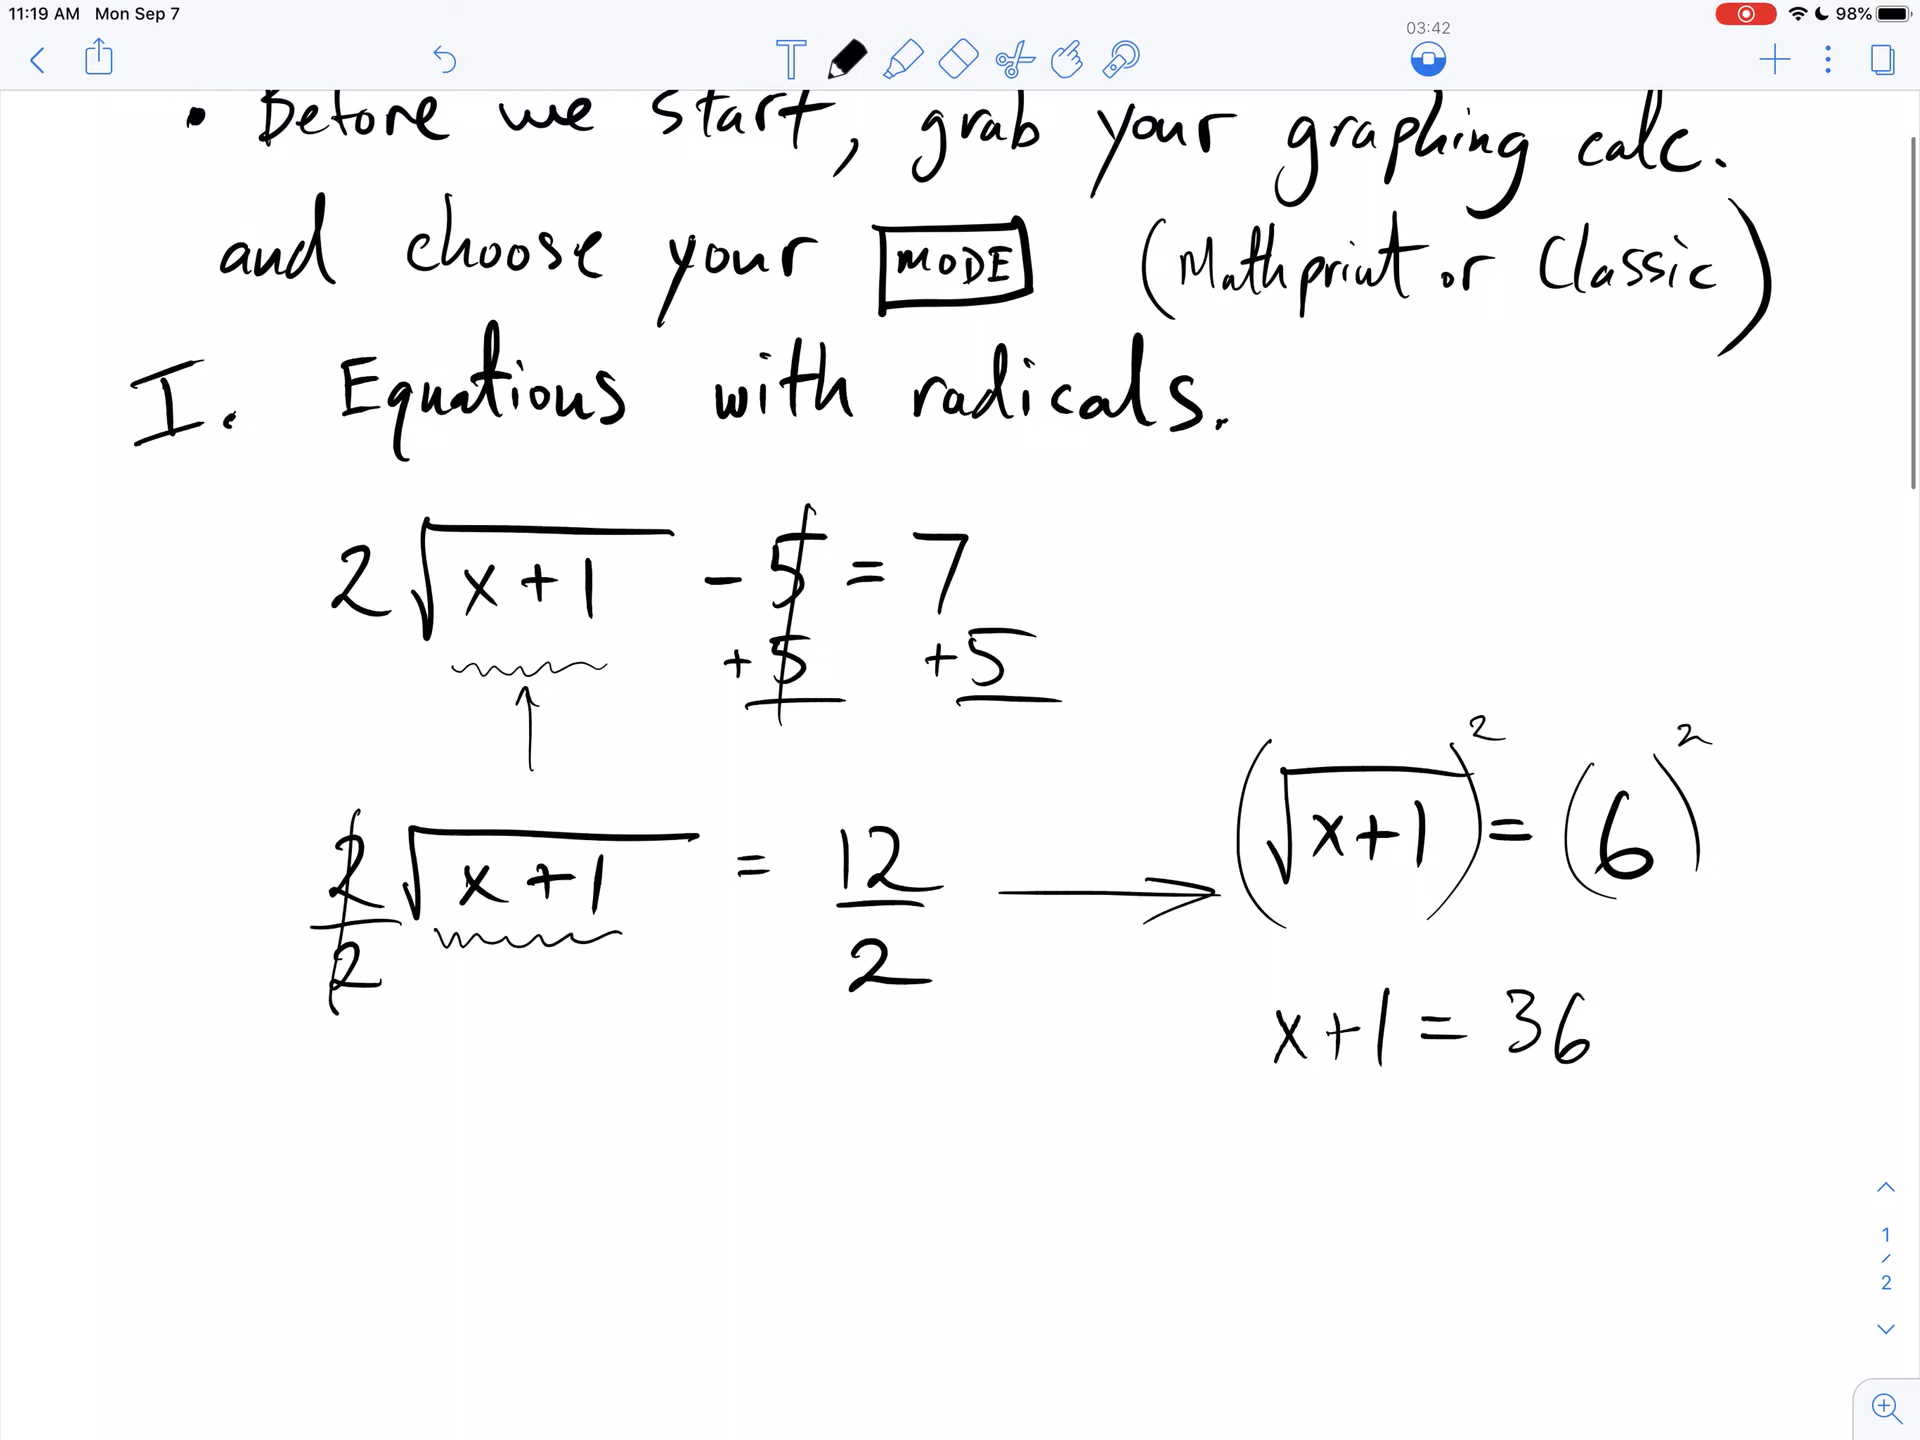 11:19 AM Mon Sep 7
98%
03:42
T
• Before we start, grab your graphing calc.
and choose your MODE (Mathprint or Classic)
I. Equations with radicals.
2√(x+1) - 5 = 7
+5 +5
(√(x+1))² = (6)²
2√(x+1) = 12
2 2
x+1 = 36
1
/
2